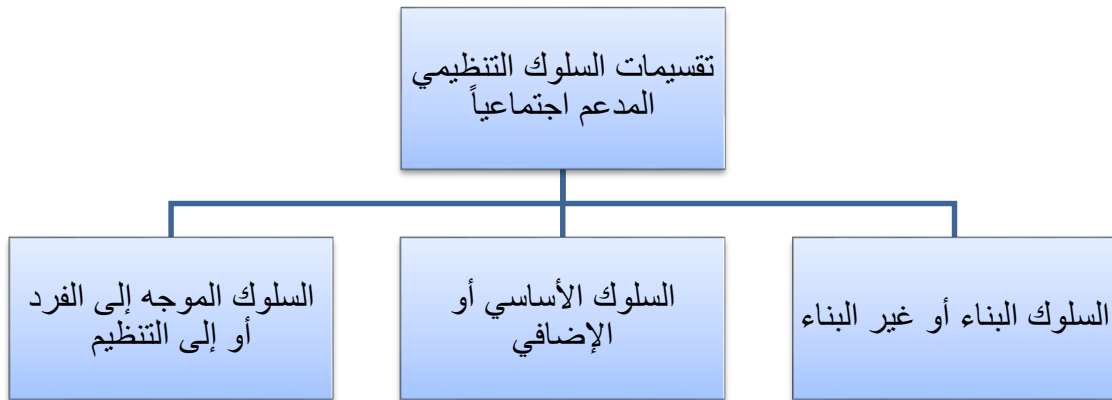 تقسيمات السلوك التنظيمي
المدعم اجتماعياً
السلوك البناء أو غير البناء
السلوك الأساسي أو
الإضافي
السلوك الموجه إلى الفرد
أو إلى التنظيم